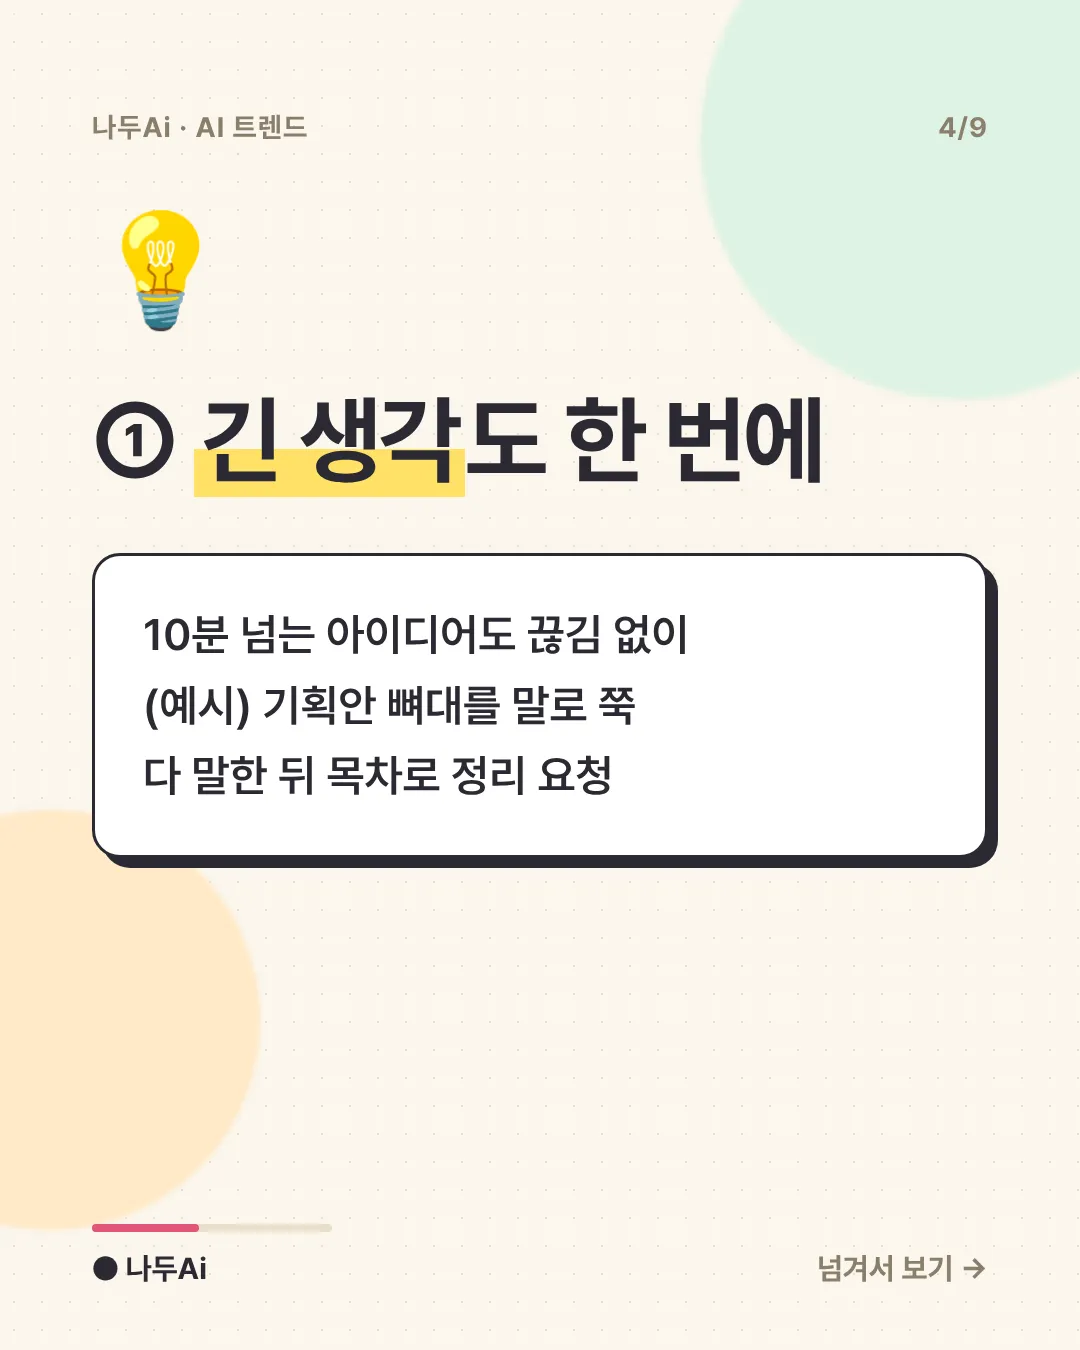 나두Ai · AI 트렌드
4/9
① 긴 생각도 한 번에
10분 넘는 아이디어도 끊김 없이
(예시) 기획안 뼈대를 말로 쭉
다 말한 뒤 목차로 정리 요청
● 나두Ai
넘겨서 보기 →